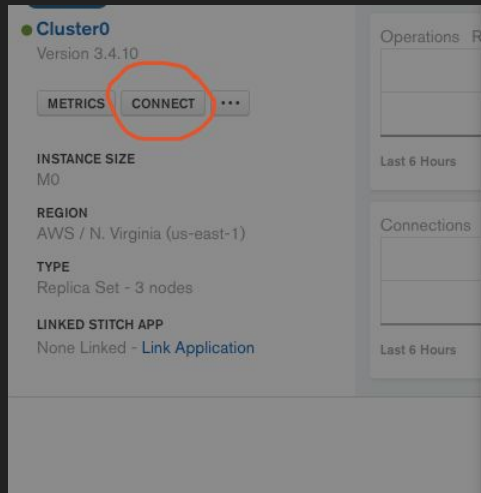 Cluster0
Version 3.4.10
METRICS
CONNECT
...
INSTANCE SIZE
M0
REGION
AWS / N. Virginia (us-east-1)
TYPE
Replica Set - 3 nodes
LINKED STITCH APP
None Linked - Link Application
Operations R
Last 6 Hours
Connections
Last 6 Hours